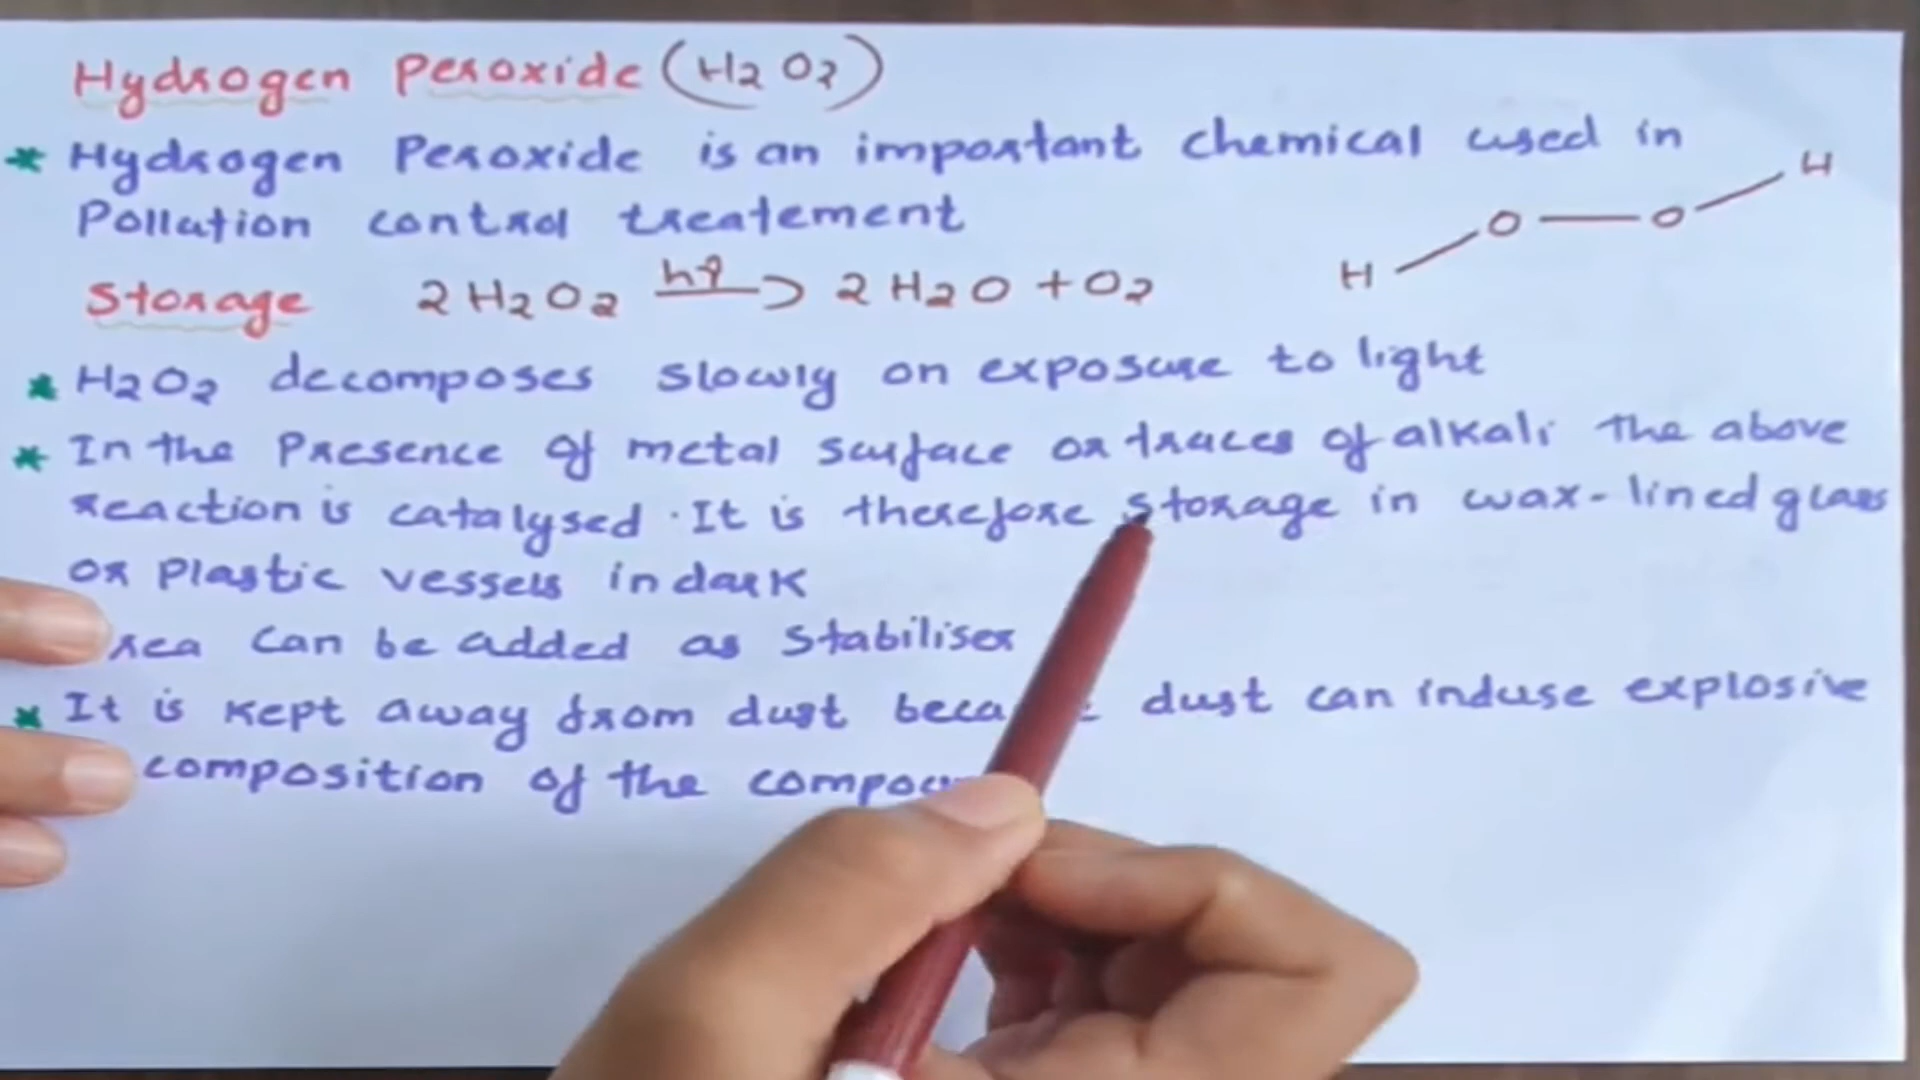 Hydrogen Peroxide (H2O2)
* Hydrogen Peroxide is an important chemical used in
Pollution control treatement
H O — O H
Storage 2H2O2 hν → 2H2O + O2
* H2O2 decomposes slowly on exposure to light
* In the Presence of metal surface or traces of alkali the above
reaction is catalysed. It is therefore storage in wax-lined glass
or Plastic vessels in dark
can be added as stabiliser
* It is kept away from dust dust can induse explosive
composition of the